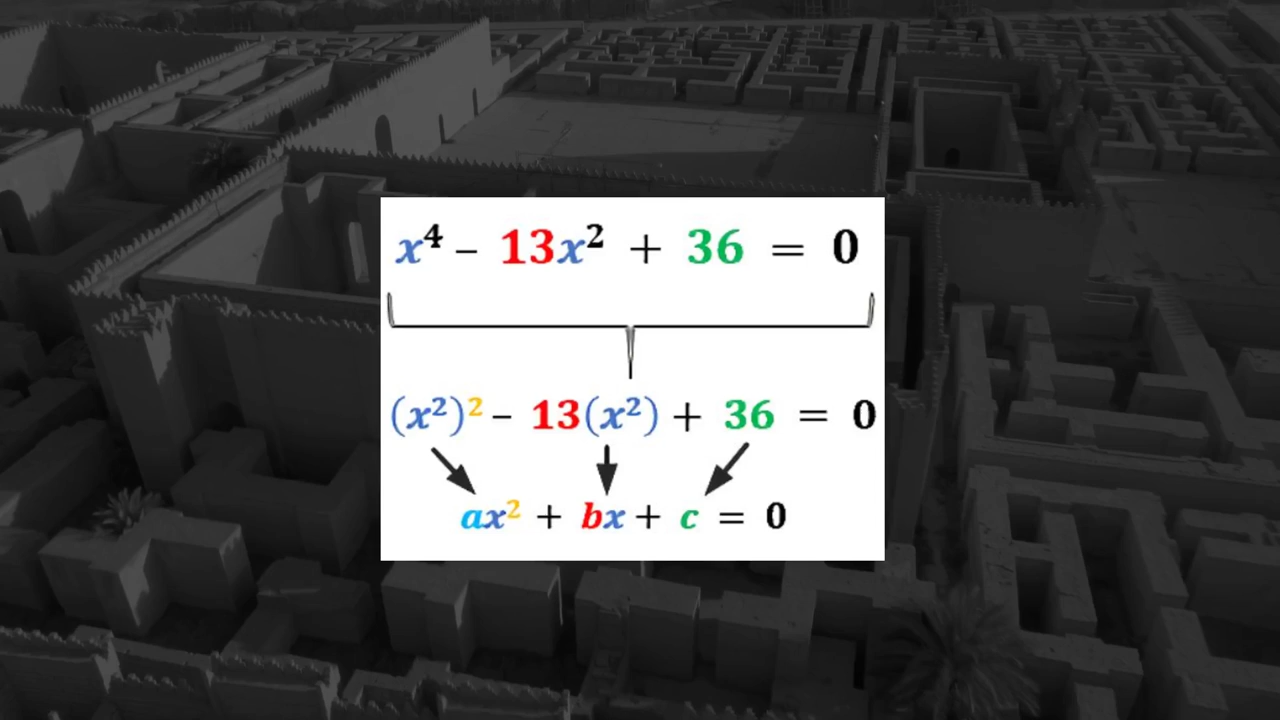 x⁴ – 13x² + 36 = 0
(x²)² – 13(x²) + 36 = 0
ax² + bx + c = 0